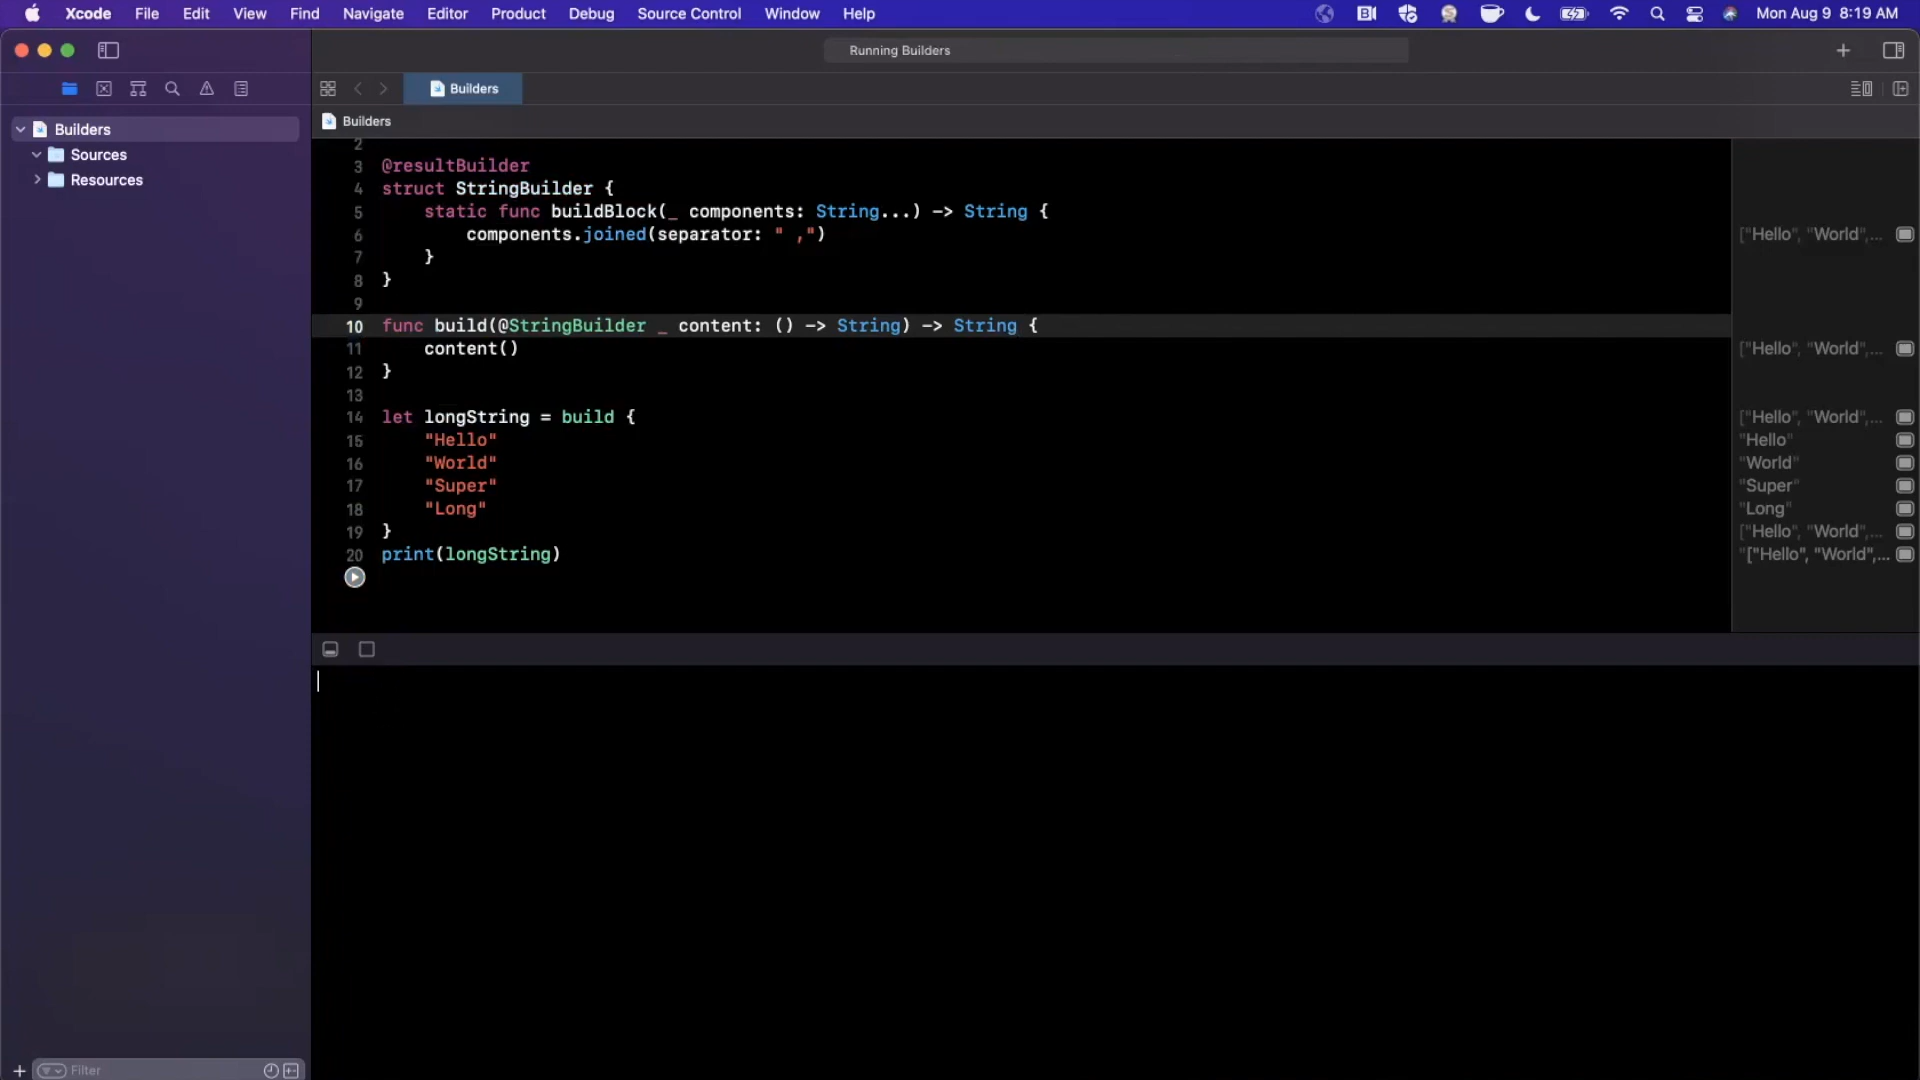 Xcode File Edit View Find Navigate Editor Product Debug Source Control Window Help Mon Aug 9 8:19 AM
Running Builders
Builders
Builders
Builders
Sources
Resources
2
3 @resultBuilder
4 struct StringBuilder {
5 static func buildBlock(_ components: String...) -> String {
6 components.joined(separator: " ,") ["Hello", "World",...
7 }
8 }
9
10 func build(@StringBuilder _ content: () -> String) -> String {
11 content() ["Hello", "World",...
12 }
13
14 let longString = build { ["Hello", "World",...
15 "Hello" "Hello"
16 "World" "World"
17 "Super" "Super"
18 "Long" "Long"
19 } ["Hello", "World",...
20 print(longString) "["Hello", "World",...
Filter